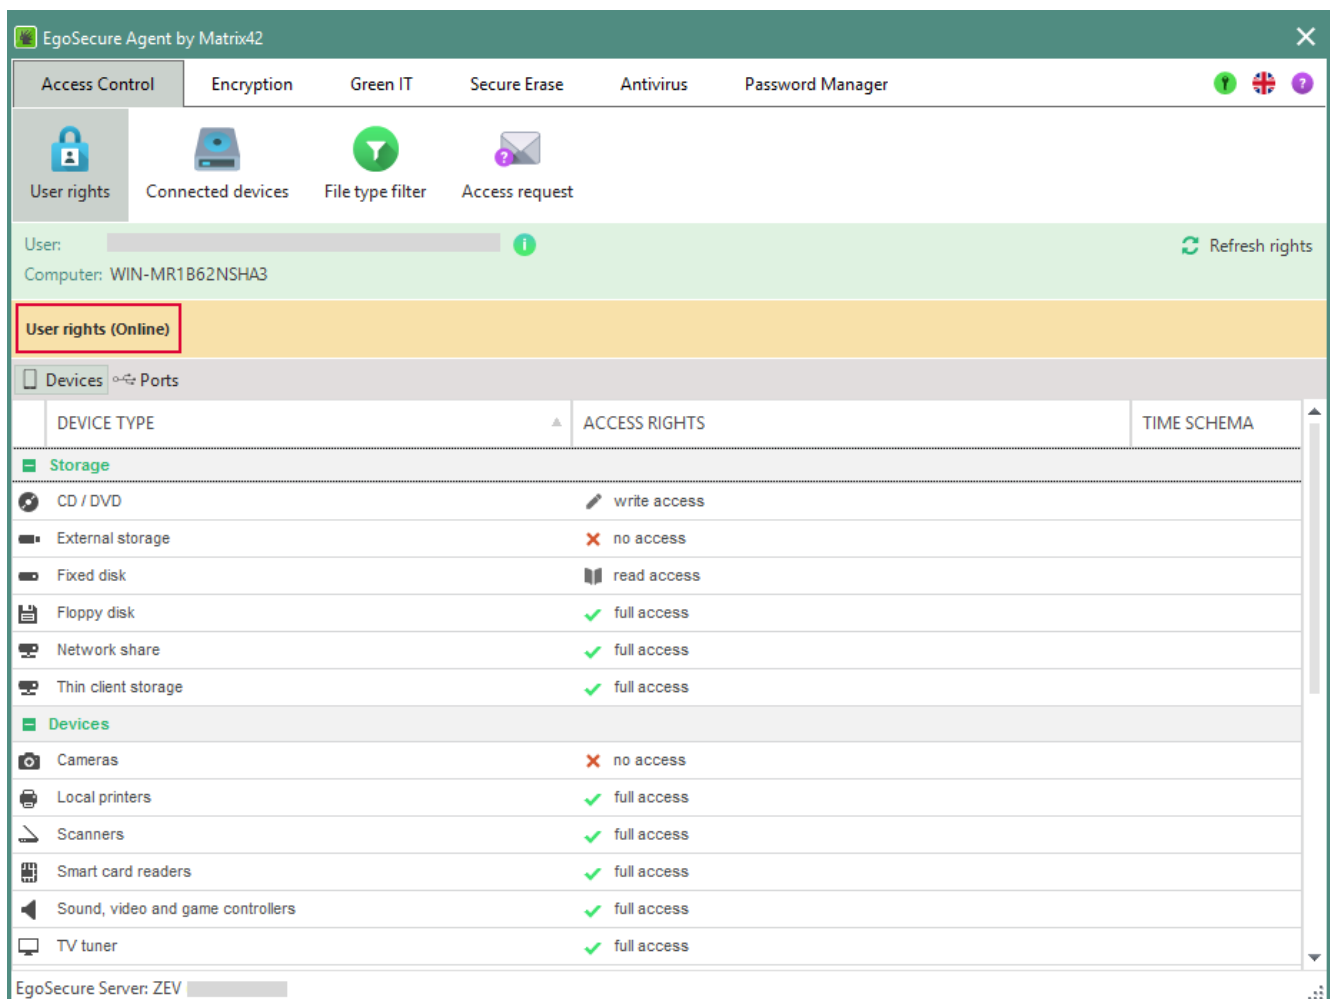 EgoSecure Agent by Matrix42
Access Control Encryption Green IT Secure Erase Antivirus Password Manager
User rights Connected devices File type filter Access request
User: Refresh rights
Computer: WIN-MR1B62NSHA3
User rights (Online)
Devices Ports
DEVICE TYPE ACCESS RIGHTS TIME SCHEMA
Storage
CD / DVD write access
External storage no access
Fixed disk read access
Floppy disk full access
Network share full access
Thin client storage full access
Devices
Cameras no access
Local printers full access
Scanners full access
Smart card readers full access
Sound, video and game controllers full access
TV tuner full access
EgoSecure Server: ZEV